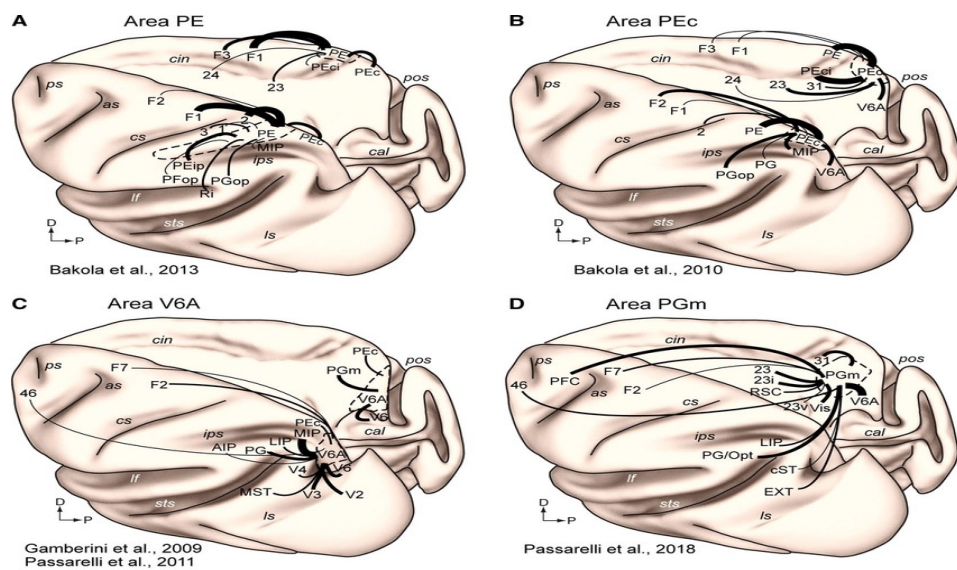 A Area PE
F3 F1 PE
cin PEci PEc
24 23 pos
ps as F2
F1 2
cs 3 1 PE PEc
MIP
PEip ips cal
PFop PGop
Ri
lf
sts
ls
D
P
Bakola et al., 2013
B Area PEc
F3 F1 PE
cin PEci PEc
24 23 31 pos
V6A
ps as F2
F1
cs 2 PE PEc
ips MIP cal
PG
PGop V6A
lf
sts
ls
D
P
Bakola et al., 2010
C Area V6A
cin PEc
pos
ps F7 PGm
as F2 V6A
46 V6
cs PEc
MIP cal
ips LIP
AIP PG V6A
V4 V6
lf MST V3 V2
sts
ls
D
P
Gamberini et al., 2009
Passarelli et al., 2011
D Area PGm
cin 31
pos
ps F7 23 PGm
PFC 23i
as F2 RSC V6A
46 23v Vis
cs
cal
ips LIP
PG/Opt
cST
lf EXT
sts
ls
D
P
Passarelli et al., 2018